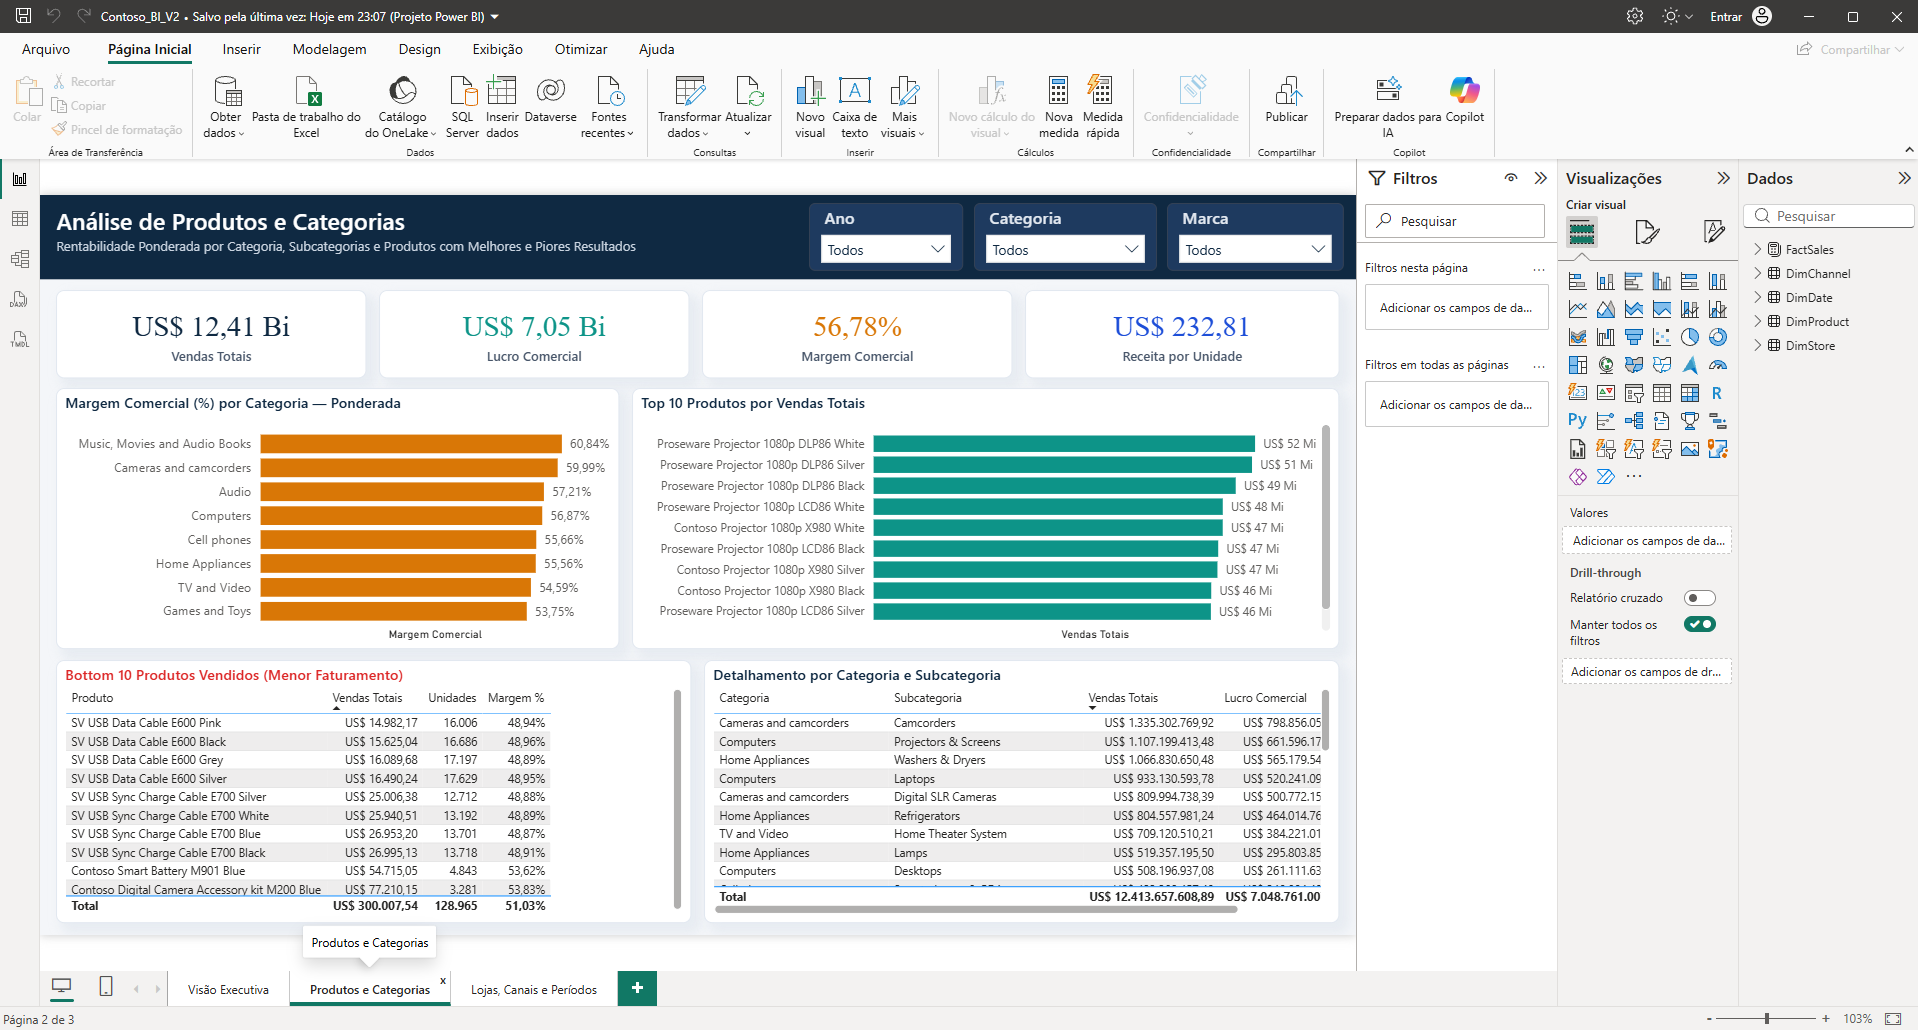 Contoso_BI_V2 • Salvo pela última vez: Hoje em 23:07 (Projeto Power BI)
Entrar
Arquivo
Página Inicial
Inserir
Modelagem
Design
Exibição
Otimizar
Ajuda
Compartilhar
Colar
Recortar
Copiar
Pincel de formatação
Área de Transferência
Obter dados
Pasta de trabalho do Excel
Catálogo do OneLake
SQL Server
Inserir dados
Dataverse
Fontes recentes
Dados
Transformar dados
Atualizar
Consultas
Novo visual
Caixa de texto
Mais visuais
Inserir
Novo cálculo do visual
Nova medida
Medida rápida
Cálculos
Confidencialidade
Confidencialidade
Publicar
Compartilhar
Preparar dados para IA
Copilot
Copilot
Análise de Produtos e Categorias
Rentabilidade Ponderada por Categoria, Subcategorias e Produtos com Melhores e Piores Resultados
Ano
Todos
Categoria
Todos
Marca
Todos
US$ 12,41 Bi
Vendas Totais
US$ 7,05 Bi
Lucro Comercial
56,78%
Margem Comercial
US$ 232,81
Receita por Unidade
Margem Comercial (%) por Categoria — Ponderada
Music, Movies and Audio Books 60,84%
Cameras and camcorders 59,99%
Audio 57,21%
Computers 56,87%
Cell phones 55,66%
Home Appliances 55,56%
TV and Video 54,59%
Games and Toys 53,75%
Margem Comercial
Top 10 Produtos por Vendas Totais
Proseware Projector 1080p DLP86 White US$ 52 Mi
Proseware Projector 1080p DLP86 Silver US$ 51 Mi
Proseware Projector 1080p DLP86 Black US$ 49 Mi
Proseware Projector 1080p LCD86 White US$ 48 Mi
Contoso Projector 1080p X980 White US$ 47 Mi
Proseware Projector 1080p LCD86 Black US$ 47 Mi
Contoso Projector 1080p X980 Silver US$ 47 Mi
Contoso Projector 1080p X980 Black US$ 46 Mi
Proseware Projector 1080p LCD86 Silver US$ 46 Mi
Vendas Totais
Bottom 10 Produtos Vendidos (Menor Faturamento)
Produto Vendas Totais Unidades Margem %
SV USB Data Cable E600 Pink US$ 14.982,17 16.006 48,94%
SV USB Data Cable E600 Black US$ 15.625,04 16.686 48,96%
SV USB Data Cable E600 Grey US$ 16.089,68 17.197 48,89%
SV USB Data Cable E600 Silver US$ 16.490,24 17.629 48,95%
SV USB Sync Charge Cable E700 Silver US$ 25.006,38 12.712 48,88%
SV USB Sync Charge Cable E700 White US$ 25.940,51 13.192 48,89%
SV USB Sync Charge Cable E700 Blue US$ 26.953,20 13.701 48,87%
SV USB Sync Charge Cable E700 Black US$ 26.995,13 13.718 48,91%
Contoso Smart Battery M901 Blue US$ 54.715,05 4.843 53,62%
Contoso Digital Camera Accessory kit M200 Blue US$ 77.210,15 3.281 53,83%
Total US$ 300.007,54 128.965 51,03%
Detalhamento por Categoria e Subcategoria
Categoria Subcategoria Vendas Totais Lucro Comercial
Cameras and camcorders Camcorders US$ 1.335.302.769,92 US$ 798.856.05
Computers Projectors & Screens US$ 1.107.199.413,48 US$ 661.596.17
Home Appliances Washers & Dryers US$ 1.066.830.650,48 US$ 565.179.54
Computers Laptops US$ 933.130.593,78 US$ 520.241.09
Cameras and camcorders Digital SLR Cameras US$ 809.994.738,39 US$ 500.772.15
Home Appliances Refrigerators US$ 804.557.981,24 US$ 464.014.76
TV and Video Home Theater System US$ 709.120.510,21 US$ 384.221.01
Home Appliances Lamps US$ 519.357.195,50 US$ 295.803.85
Computers Desktops US$ 508.196.937,08 US$ 261.111.63
Total US$ 12.413.657.608,89 US$ 7.048.761.00
Produtos e Categorias
Visão Executiva
Produtos e Categorias x
Lojas, Canais e Períodos
+
Página 2 de 3
- + 103%
Filtros
Pesquisar
Filtros nesta página ...
Adicionar os campos de da...
Filtros em todas as páginas ...
Adicionar os campos de da...
Visualizações
Criar visual
123
R
Py
...
Valores
Adicionar os campos de da...
Drill-through
Relatório cruzado
Manter todos os filtros
Adicionar os campos de dr...
Dados
Pesquisar
FactSales
DimChannel
DimDate
DimProduct
DimStore
DAX
TMDL